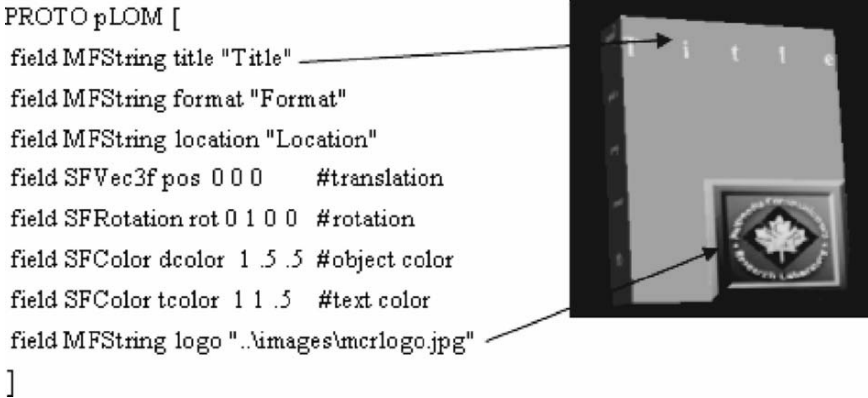 PROTO pLOM [
field MFString title "Title"
field MFString format "Format"
field MFString location "Location"
field SFVec3f pos 0 0 0 #translation
field SFRotation rot 0 1 0 0 #rotation
field SFColor dcolor 1 .5 .5 #object color
field SFColor tcolor 1 1 .5 #text color
field MFString logo "..\images\mcrlogo.jpg"
]
T i t l e
Research Laboratory